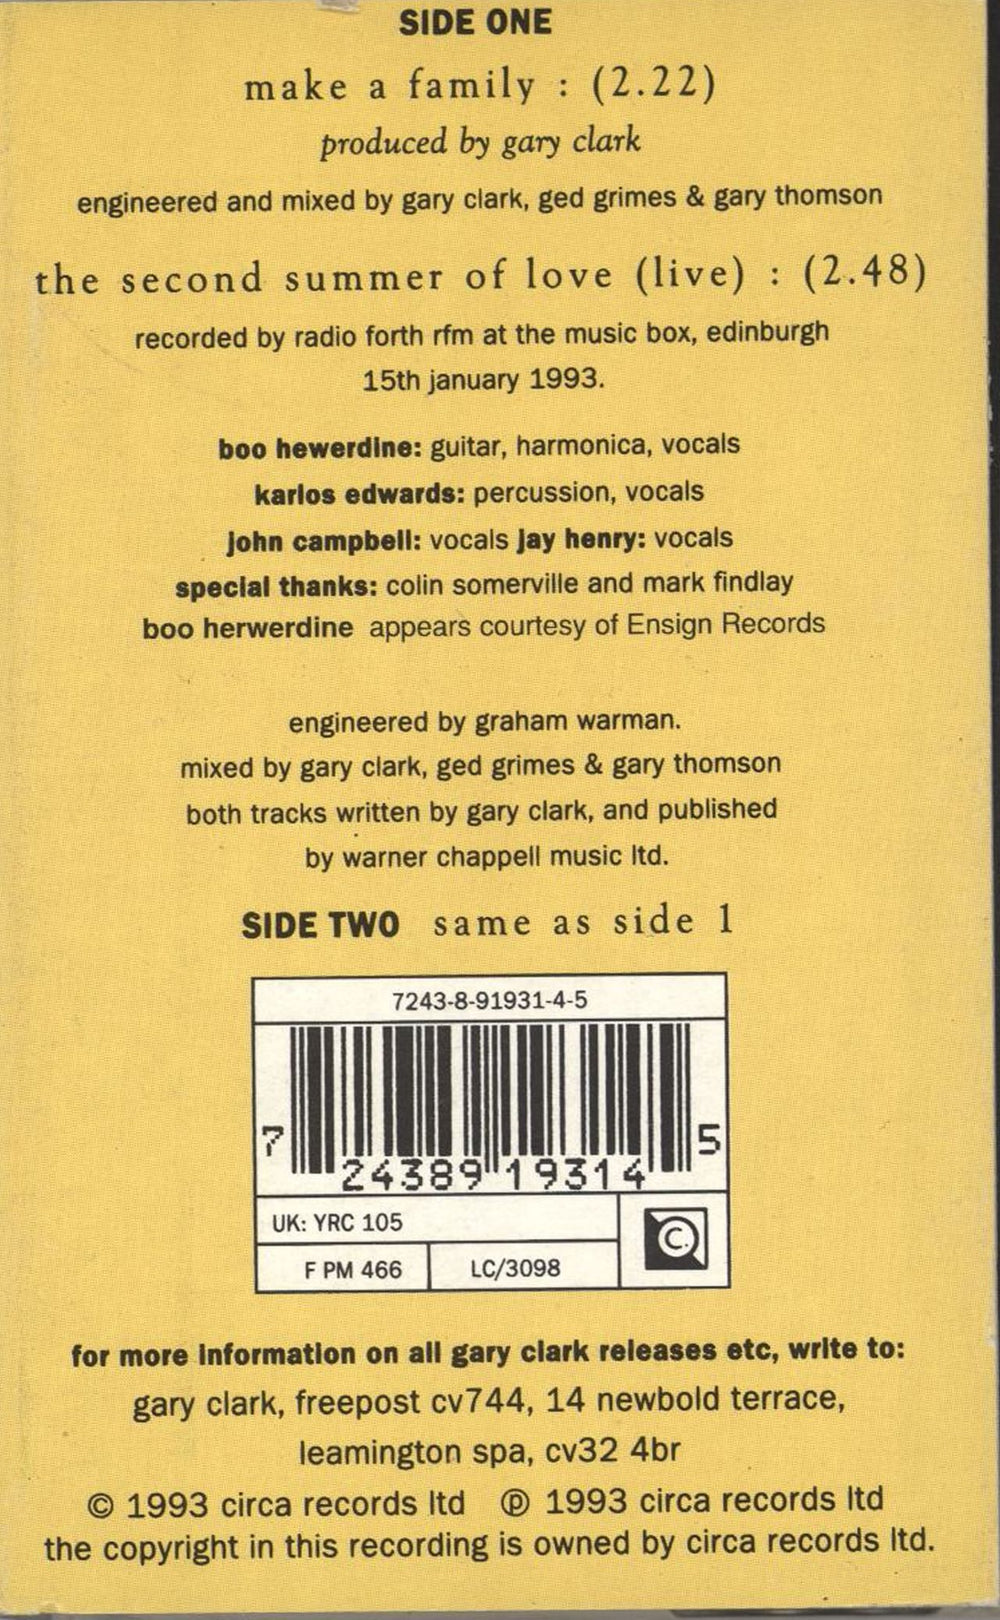 SIDE ONE
make a family : (2.22)
produced by gary clark
engineered and mixed by gary clark, ged grimes & gary thomson
the second summer of love (live) : (2.48)
recorded by radio forth rfm at the music box, edinburgh
15th january 1993.
boo hewerdine: guitar, harmonica, vocals
karlos edwards: percussion, vocals
john campbell: vocals jay henry: vocals
special thanks: colin somerville and mark findlay
boo herwerdine appears courtesy of Ensign Records
engineered by graham warman.
mixed by gary clark, ged grimes & gary thomson
both tracks written by gary clark, and published
by warner chappell music ltd.
SIDE TWO same as side 1
7243-8-91931-4-5
7 24389 19314 5
UK: YRC 105
C.
F PM 466 LC/3098
for more information on all gary clark releases etc, write to:
gary clark, freepost cv744, 14 newbold terrace,
leamington spa, cv32 4br
© 1993 circa records ltd ℗ 1993 circa records ltd
the copyright in this recording is owned by circa records ltd.